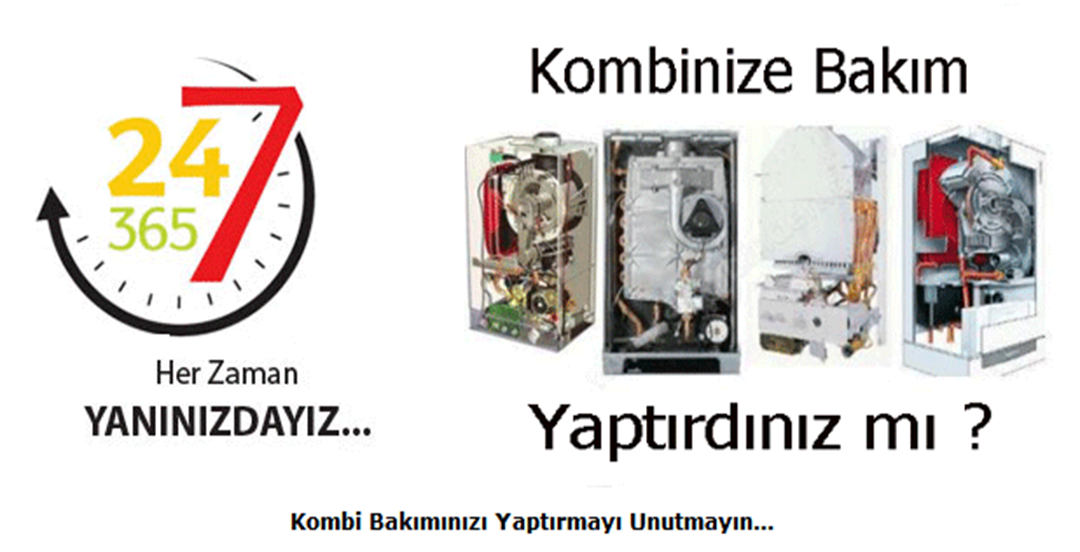 24
7
365
Her Zaman
YANINIZDAYIZ...
Kombinize Bakım
Yaptırdınız mı ?
Kombi Bakımınızı Yaptırmayı Unutmayın...